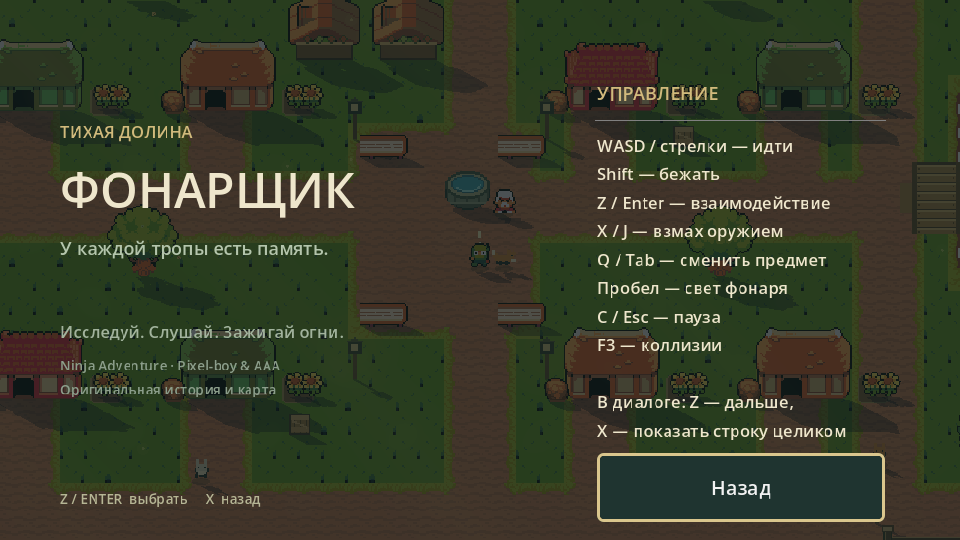 ТИХАЯ ДОЛИНА
ФОНАРЩИК
У каждой тропы есть память.
Исследуй. Слушай. Зажигай огни.
Ninja Adventure · Pixel-boy & AAA
Оригинальная история и карта
Z / ENTER выбрать X назад
УПРАВЛЕНИЕ
WASD / стрелки — идти
Shift — бежать
Z / Enter — взаимодействие
X / J — взмах оружием
Q / Tab — сменить предмет
Пробел — свет фонаря
C / Esc — пауза
F3 — коллизии
В диалоге: Z — дальше,
X — показать строку целиком
Назад